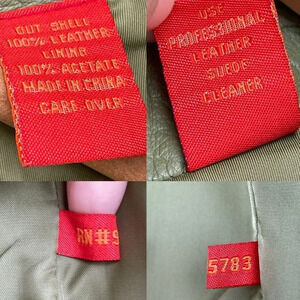 OUT SHELL
100% LEATHER
LINING
100% ACETATE
MADE IN CHINA
CARE OVER
USE
PROFESSIONAL
LEATHER
SUEDE
CLEANER
RN#9
5783